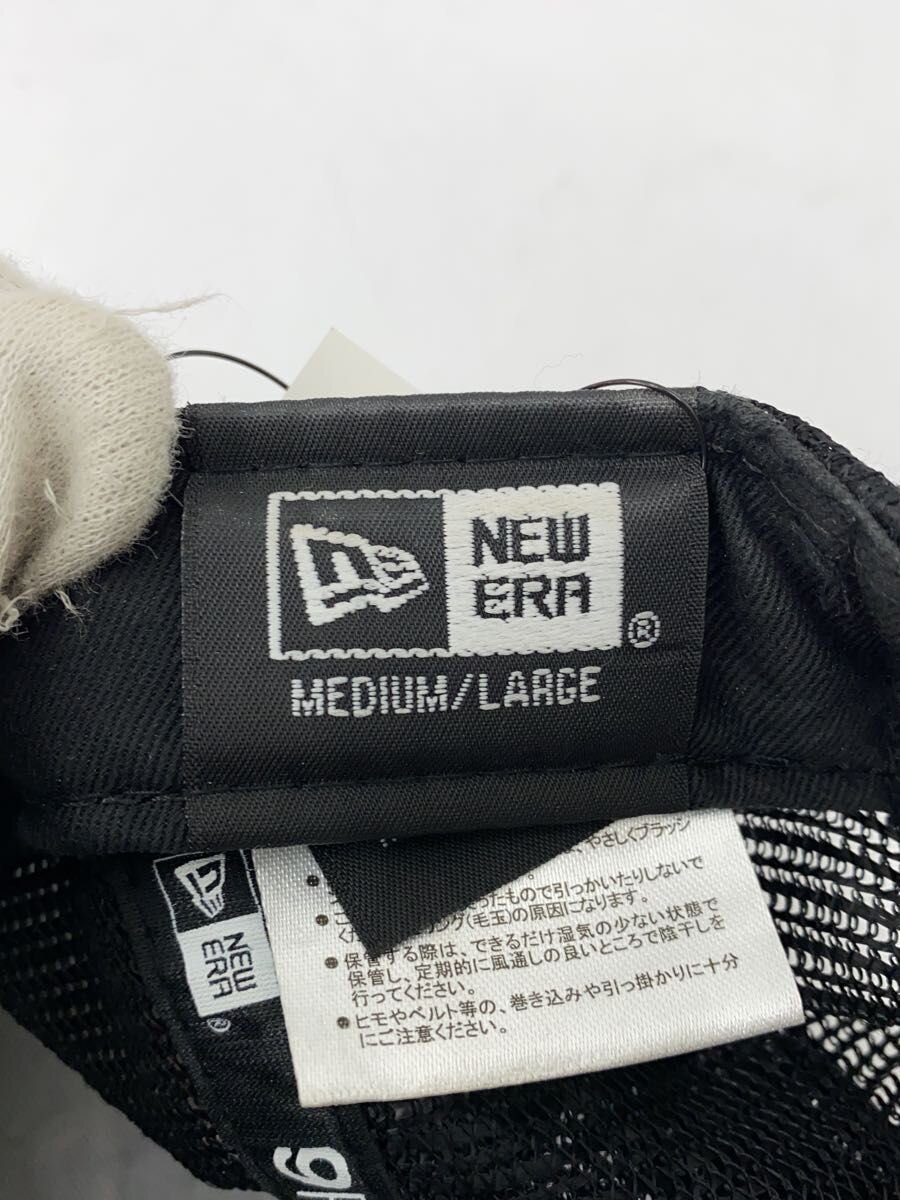 NEW
ERA
®
MEDIUM/LARGE
やさしくブラッシ
ったもので引っかいたりしないで
ング(毛玉)の原因になります。
● 保管する際は、できるだけ湿気の少ない状態で
保管し、定期的に風通しの良いところで陰干しを
行ってください。
● ヒモやベルト等の、巻き込みや引っ掛かりに十分
にご注意ください。
NEW
ERA
®